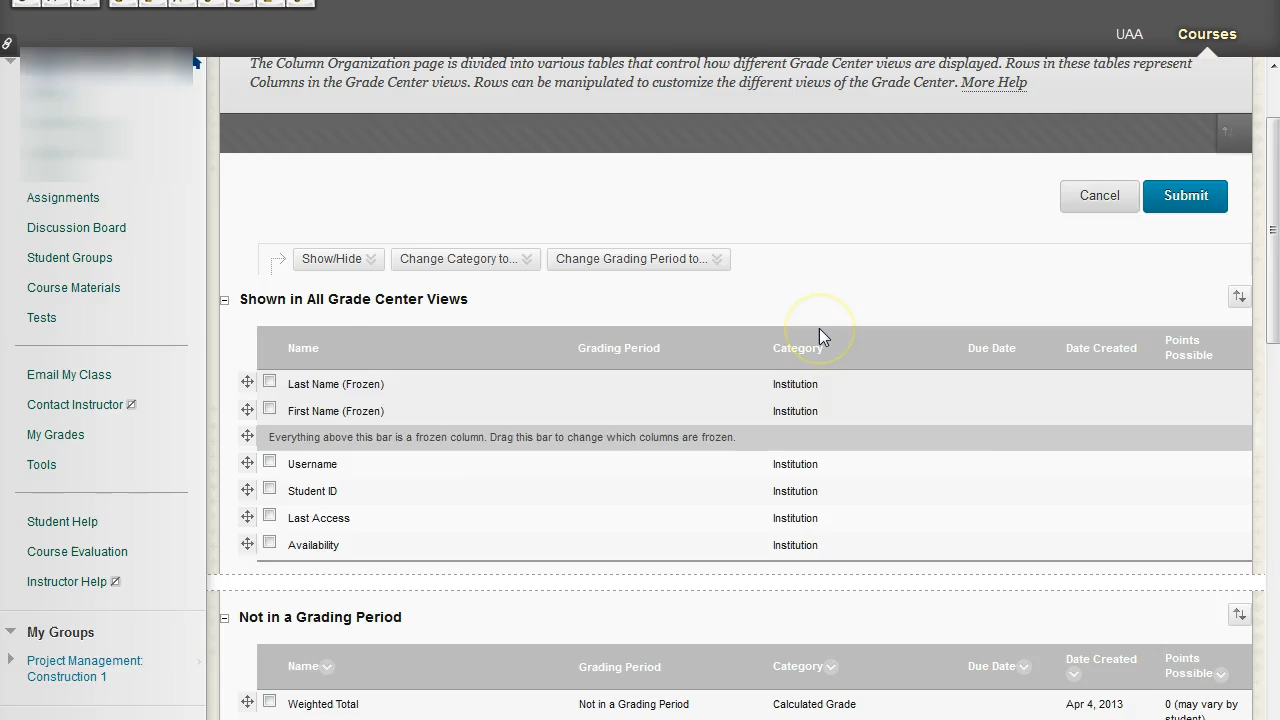 UAA
Courses
The Column Organization page is divided into various tables that control how different Grade Center views are displayed. Rows in these tables represent
Columns in the Grade Center views. Rows can be manipulated to customize the different views of the Grade Center. More Help
Cancel
Submit
Assignments
Discussion Board
Student Groups
Course Materials
Tests
Email My Class
Contact Instructor
My Grades
Tools
Student Help
Course Evaluation
Instructor Help
My Groups
Project Management:
Construction 1
Show/Hide
Change Category to...
Change Grading Period to...
Shown in All Grade Center Views
Name Grading Period Category Due Date Date Created Points
Possible
Last Name (Frozen) Institution
First Name (Frozen) Institution
Everything above this bar is a frozen column. Drag this bar to change which columns are frozen.
Username Institution
Student ID Institution
Last Access Institution
Availability Institution
Not in a Grading Period
Name Grading Period Category Due Date Date Created Points
Possible
Weighted Total Not in a Grading Period Calculated Grade Apr 4, 2013 0 (may vary by
student)